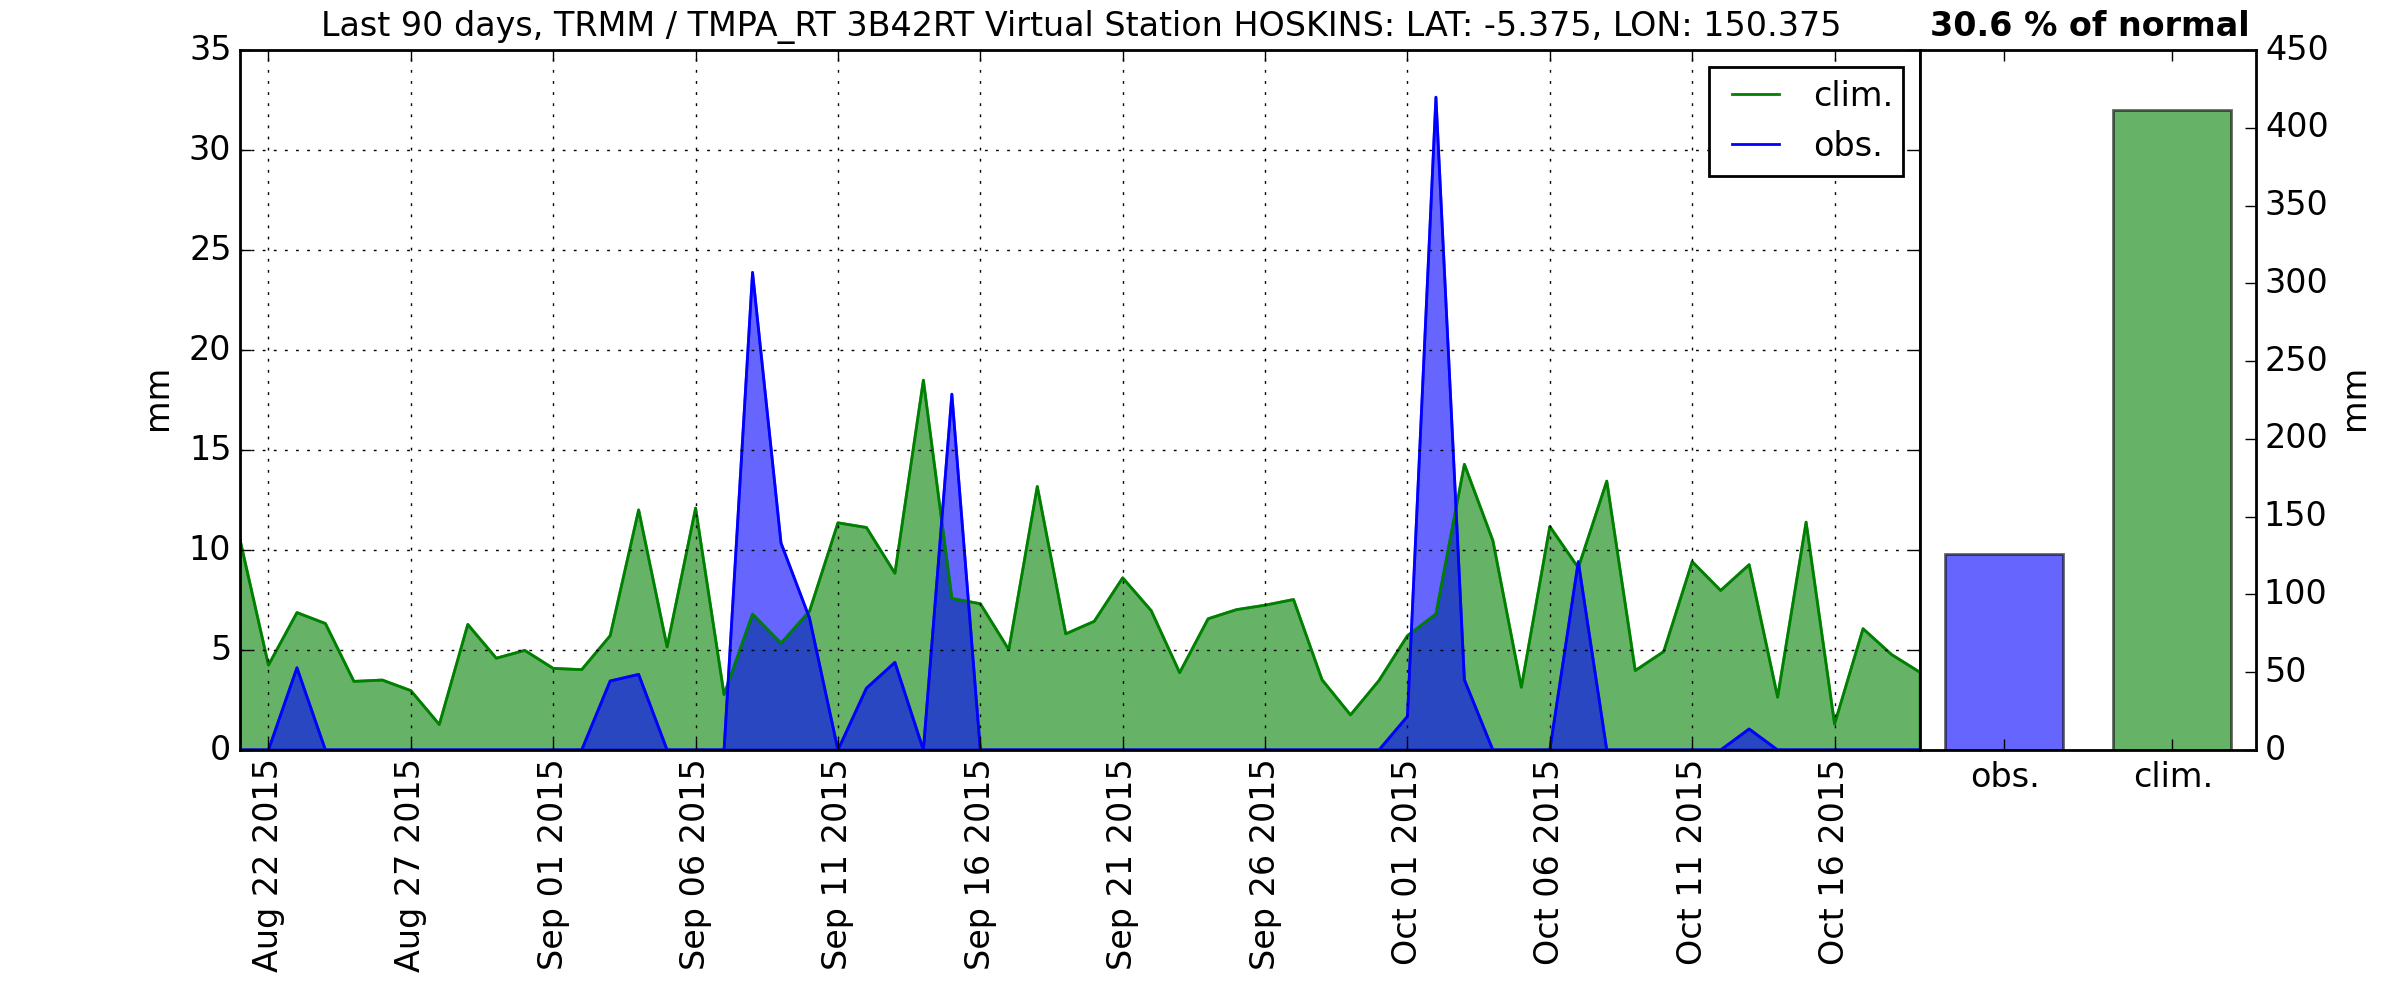 Last 90 days, TRMM / TMPA_RT 3B42RT Virtual Station HOSKINS: LAT: -5.375, LON: 150.375
30.6 % of normal
35
30
25
20
15
10
5
0
mm
clim.
obs.
450
400
350
300
250
200
150
100
50
0
mm
Aug 22 2015
Aug 27 2015
Sep 01 2015
Sep 06 2015
Sep 11 2015
Sep 16 2015
Sep 21 2015
Sep 26 2015
Oct 01 2015
Oct 06 2015
Oct 11 2015
Oct 16 2015
obs.
clim.